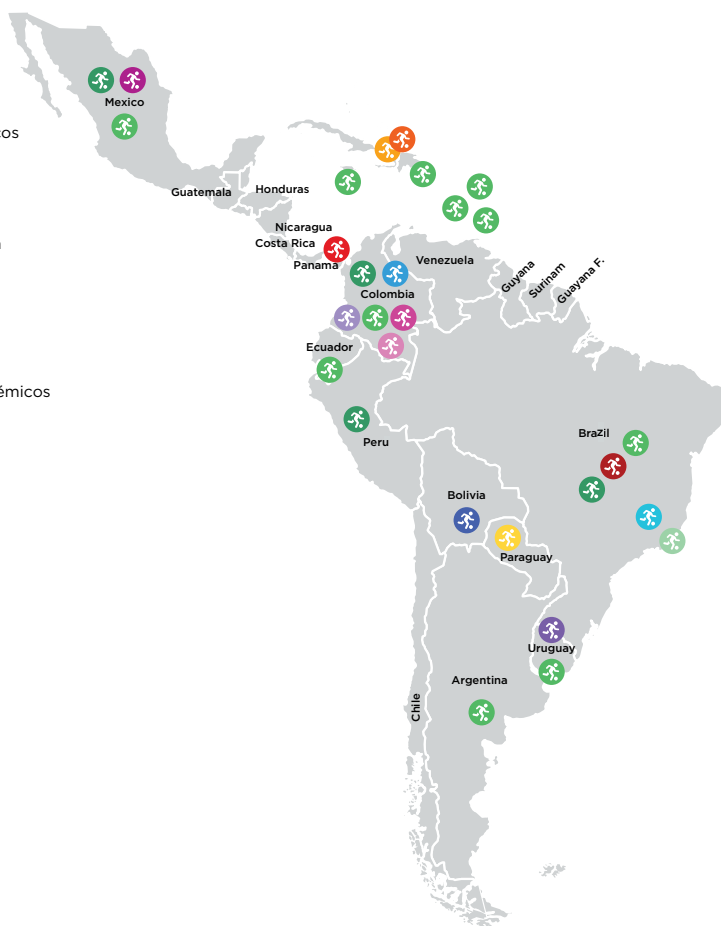 Mexico
Guatemala
Honduras
Nicaragua
Costa Rica
Panama
Venezuela
Guyana
Surinam
Guayana F.
Colombia
Ecuador
émicos
Peru
Brazil
Bolivia
Paraguay
Uruguay
Argentina
Chile